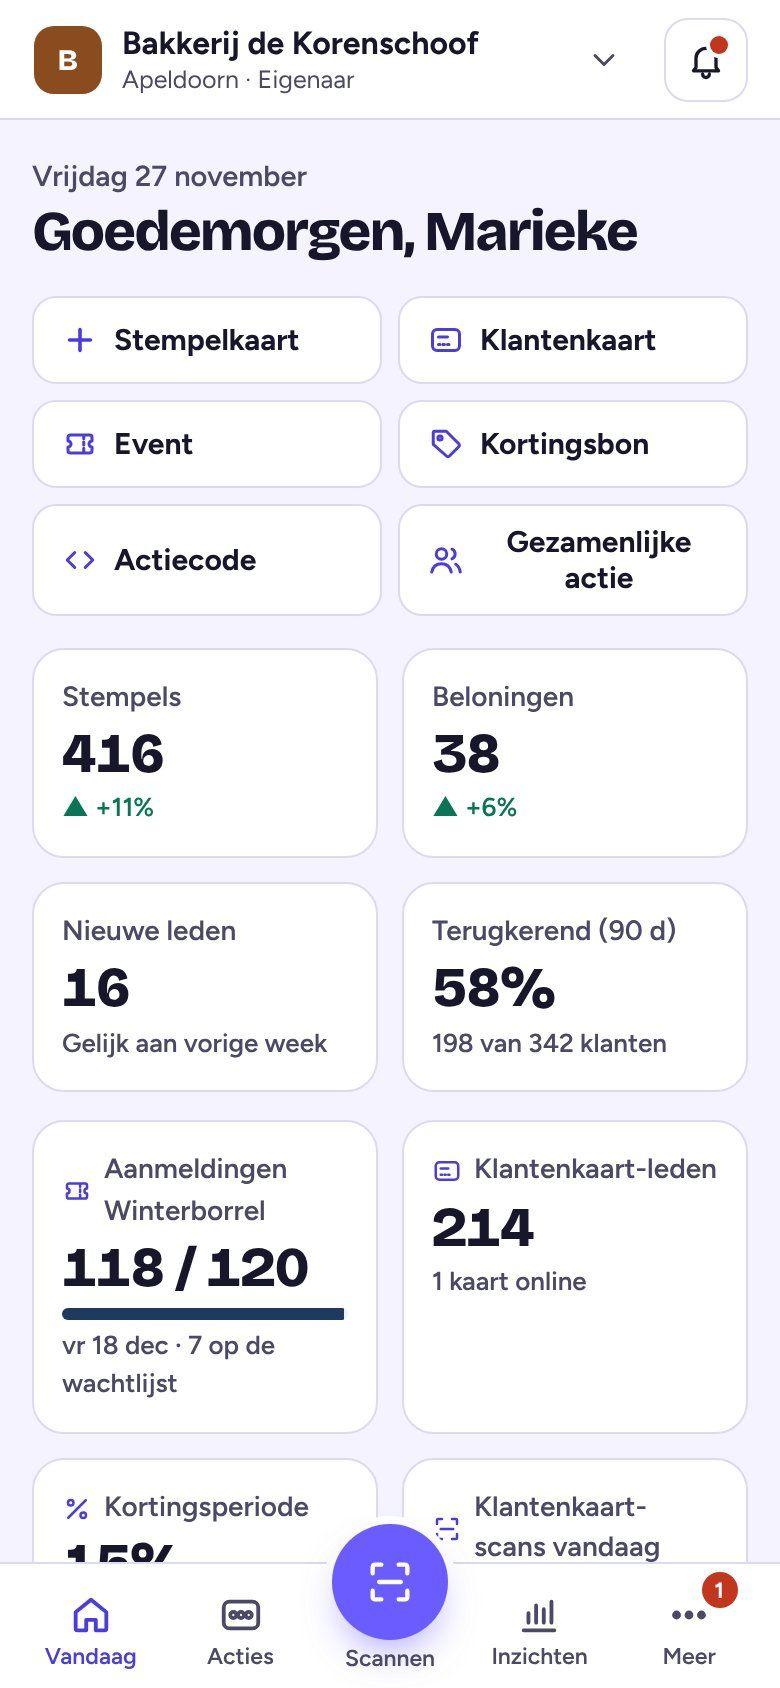 B
Bakkerij de Korenschoof
Apeldoorn · Eigenaar
Vrijdag 27 november
Goedemorgen, Marieke
Stempelkaart
Klantenkaart
Event
Kortingsbon
Actiecode
Gezamenlijke
actie
Stempels
416
▲ +11%
Beloningen
38
▲ +6%
Nieuwe leden
16
Gelijk aan vorige week
Terugkerend (90 d)
58%
198 van 342 klanten
Aanmeldingen
Winterborrel
118 / 120
vr 18 dec · 7 op de
wachtlijst
Klantenkaart-leden
214
1 kaart online
Kortingsperiode
15%
Klantenkaart-
scans vandaag
Vandaag
Acties
Scannen
Inzichten
1
Meer